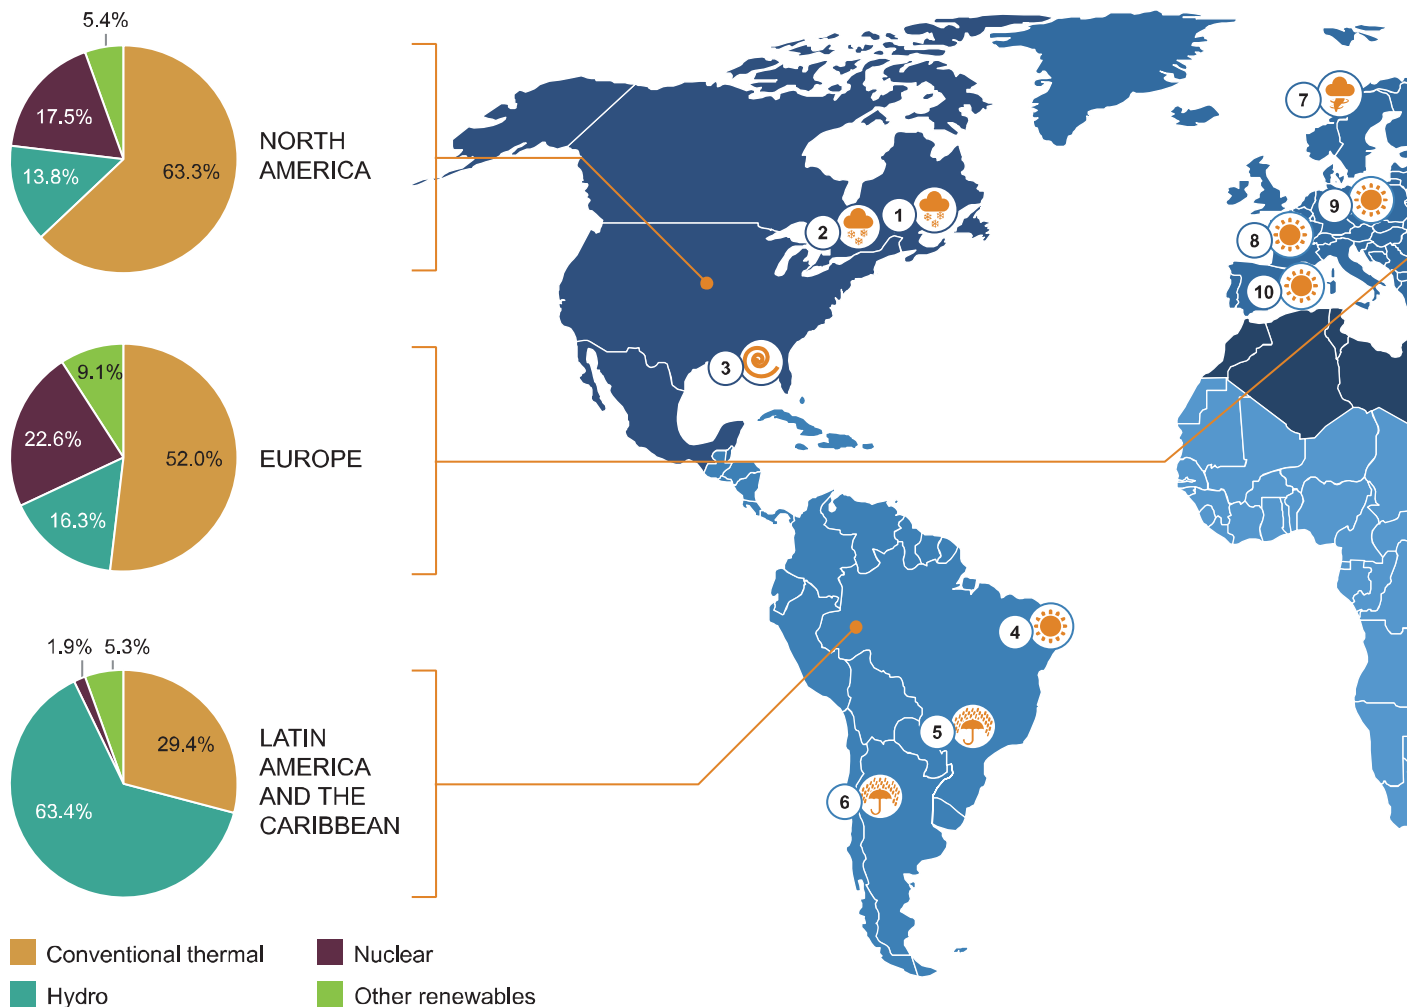 5.4%
17.5%
13.8%
63.3%
NORTH
AMERICA
9.1%
22.6%
52.0%
16.3%
EUROPE
1.9%
5.3%
29.4%
63.4%
LATIN
AMERICA
AND THE
CARIBBEAN
1
2
3
4
5
6
7
8
9
10
Conventional thermal
Nuclear
Hydro
Other renewables